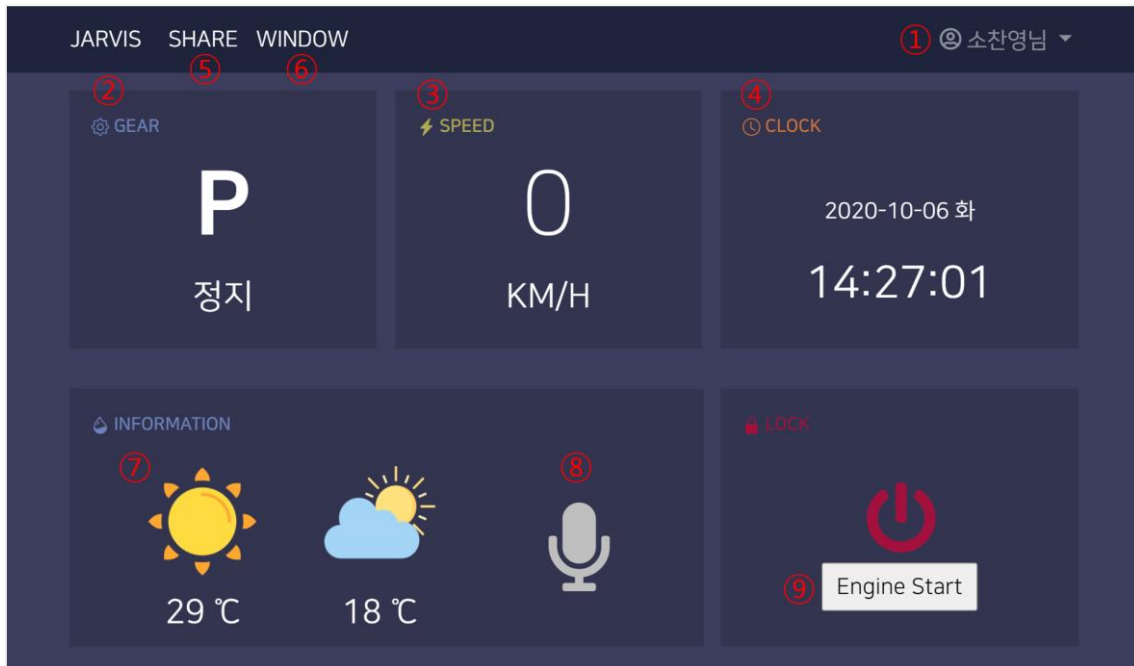 JARVIS SHARE WINDOW ① 소찬영님
⑤ ⑥
② ③ ④
GEAR SPEED CLOCK
P 0 2020-10-06 화
정지 KM/H 14:27:01
INFORMATION LOCK
⑦ ⑧
29 ℃ 18 ℃ ⑨ Engine Start